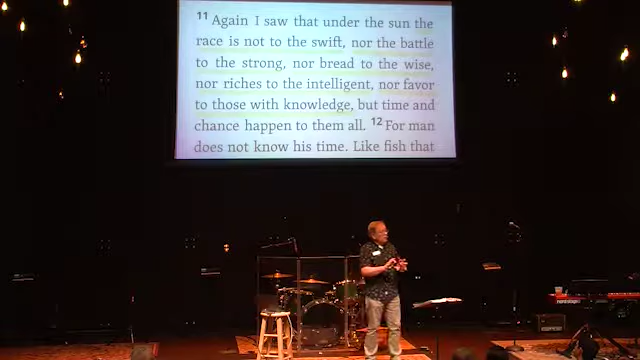 11 Again I saw that under the sun the
race is not to the swift, nor the battle
to the strong, nor bread to the wise,
nor riches to the intelligent, nor favor
to those with knowledge, but time and
chance happen to them all. 12 For man
does not know his time. Like fish that